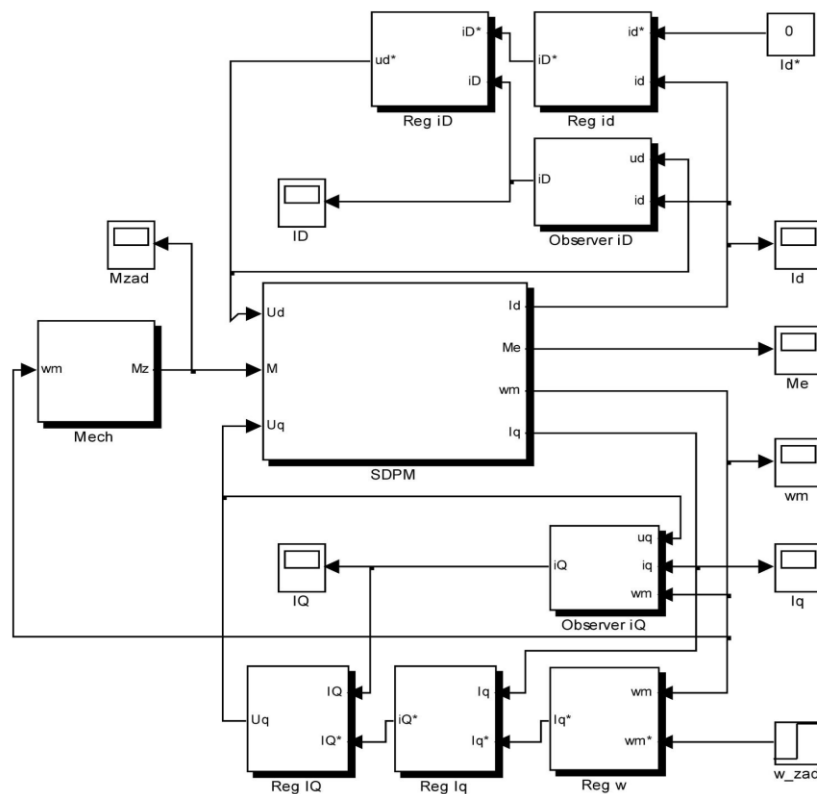 iD*
ud*
iD
Reg iD
id*
iD*
id
Reg id
0
Id*
ud
iD
id
Observer iD
ID
Mzad
Id
Ud
Id
Me
M
wm
Uq
Iq
SDPM
wm
Mz
Mech
Me
wm
uq
iQ
iq
wm
Observer iQ
IQ
Iq
IQ
Uq
IQ*
Reg IQ
Iq
iQ*
Iq*
Reg Iq
wm
Iq*
wm*
Reg w
w_zad